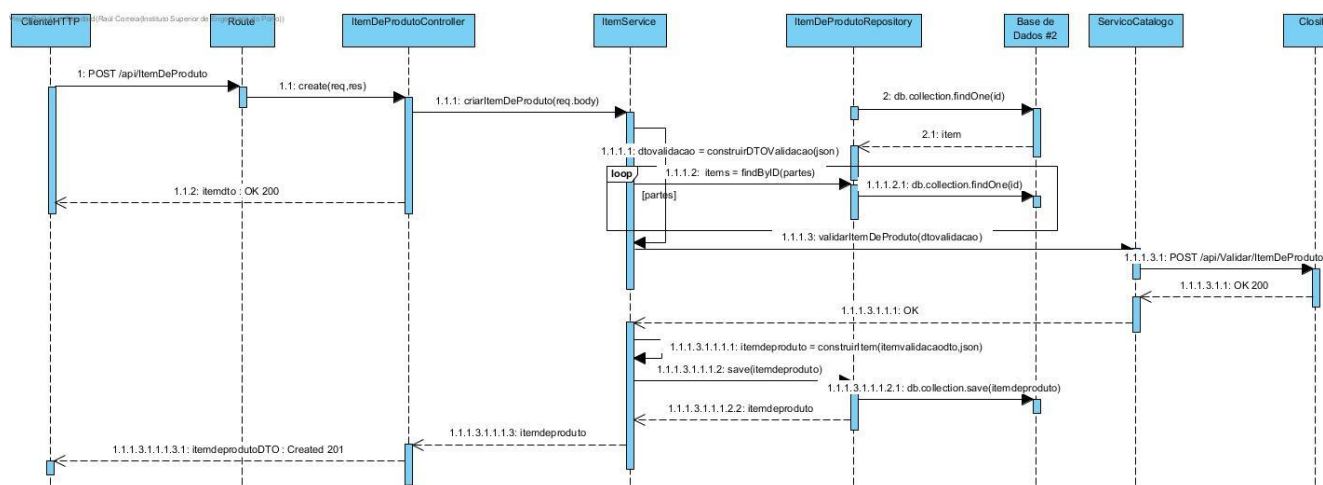 (Raúl Correia(Instituto Superior de Engenharia do Porto))
ClienteHTTP
Route
ItemDeProdutoController
ItemService
ItemDeProdutoRepository
Base de
Dados #2
ServicoCatalogo
1: POST /api/ItemDeProduto
1.1: create(req,res)
1.1.1: criarItemDeProduto(req.body)
2: db.collection.findOne(id)
2.1: item
1.1.1.1: dtovalidacao = construirDTOValidacao(json)
loop
1.1.1.2: items = findByID(partes)
1.1.1.2.1: db.collection.findOne(id)
[partes]
1.1.2: itemdto : OK 200
1.1.1.3: validarItemDeProduto(dtovalidacao)
1.1.1.3.1: POST /api/Validar/ItemDeProduto
1.1.1.3.1.1: OK 200
1.1.1.3.1.1.1: OK
1.1.1.3.1.1.1.1: itemdeproduto = construirItem(itemvalidacaodto,json)
1.1.1.3.1.1.1.2: save(itemdeproduto)
1.1.1.3.1.1.1.2.1: db.collection.save(itemdeproduto)
1.1.1.3.1.1.1.2.2: itemdeproduto
1.1.1.3.1.1.1.3: itemdeproduto
1.1.1.3.1.1.1.3.1: itemdeprodutoDTO : Created 201